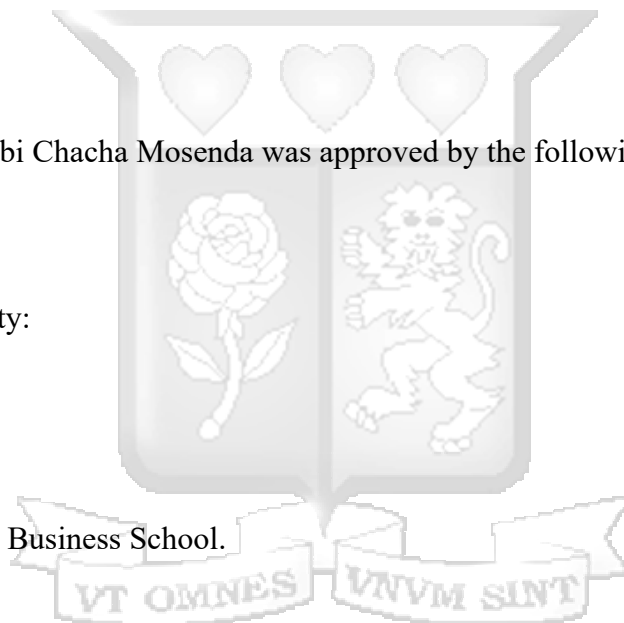 bi Chacha Mosenda was approved by the followi
ty:
Business School.
VT OMNES VNVM SINT